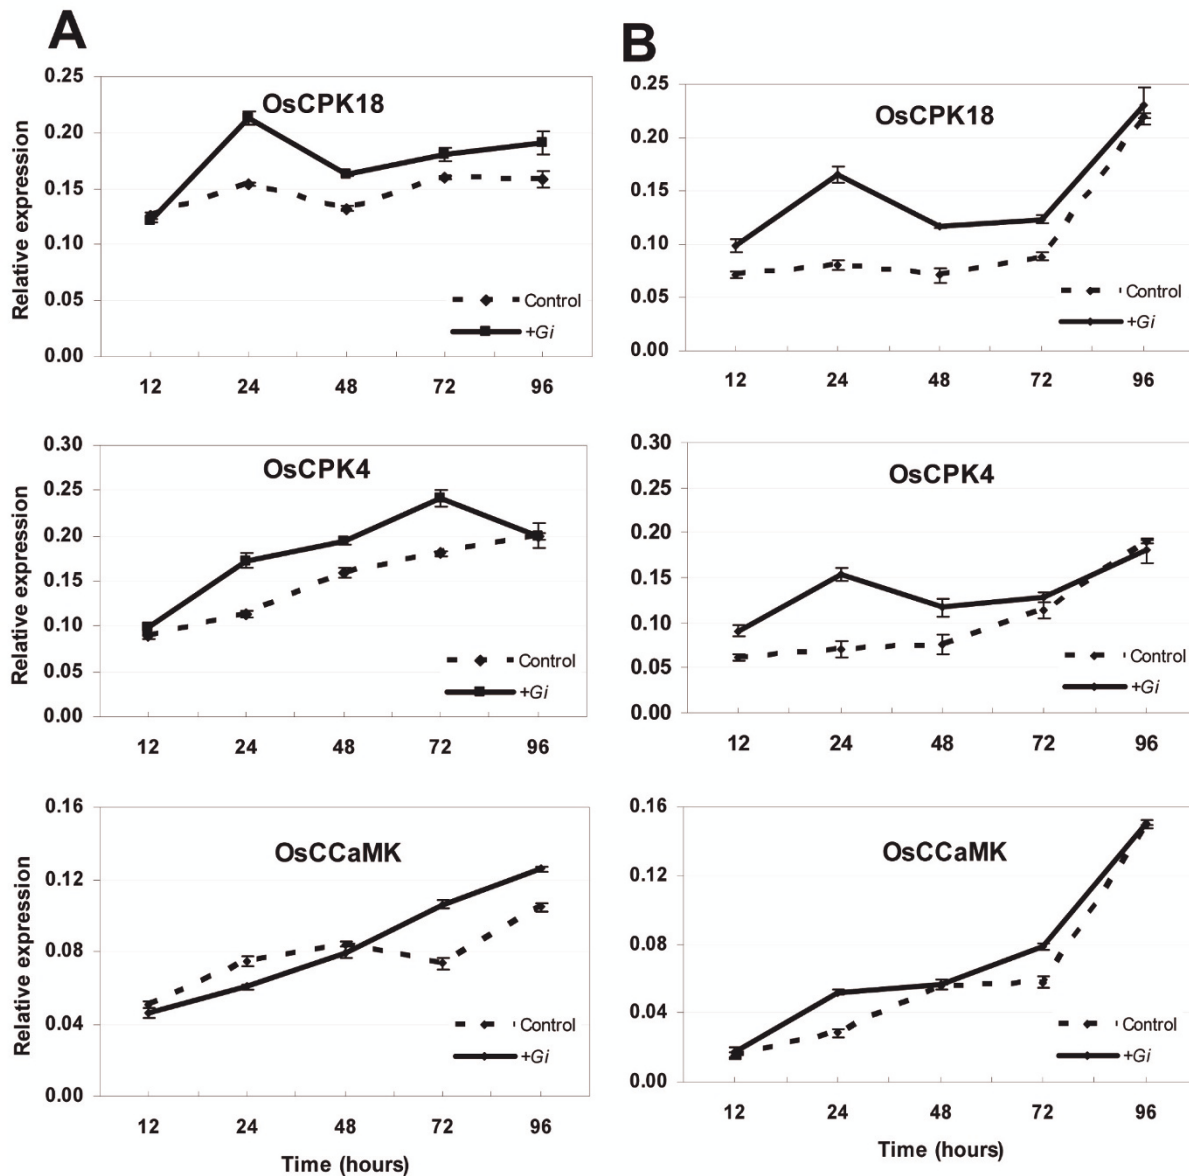 A
OsCPK18
Relative expression
0.25
0.20
0.15
0.10
0.05
0.00
Control
+Gi
12 24 48 72 96
OsCPK4
Relative expression
0.30
0.25
0.20
0.15
0.10
0.05
0.00
Control
+Gi
12 24 48 72 96
OsCCaMK
Relative expression
0.16
0.12
0.08
0.04
0.00
Control
+Gi
12 24 48 72 96
Time (hours)
B
OsCPK18
0.25
0.20
0.15
0.10
0.05
0.00
Control
+Gi
12 24 48 72 96
OsCPK4
0.30
0.25
0.20
0.15
0.10
0.05
0.00
Control
+Gi
12 24 48 72 96
OsCCaMK
0.16
0.12
0.08
0.04
0.00
Control
+Gi
12 24 48 72 96
Time (hours)